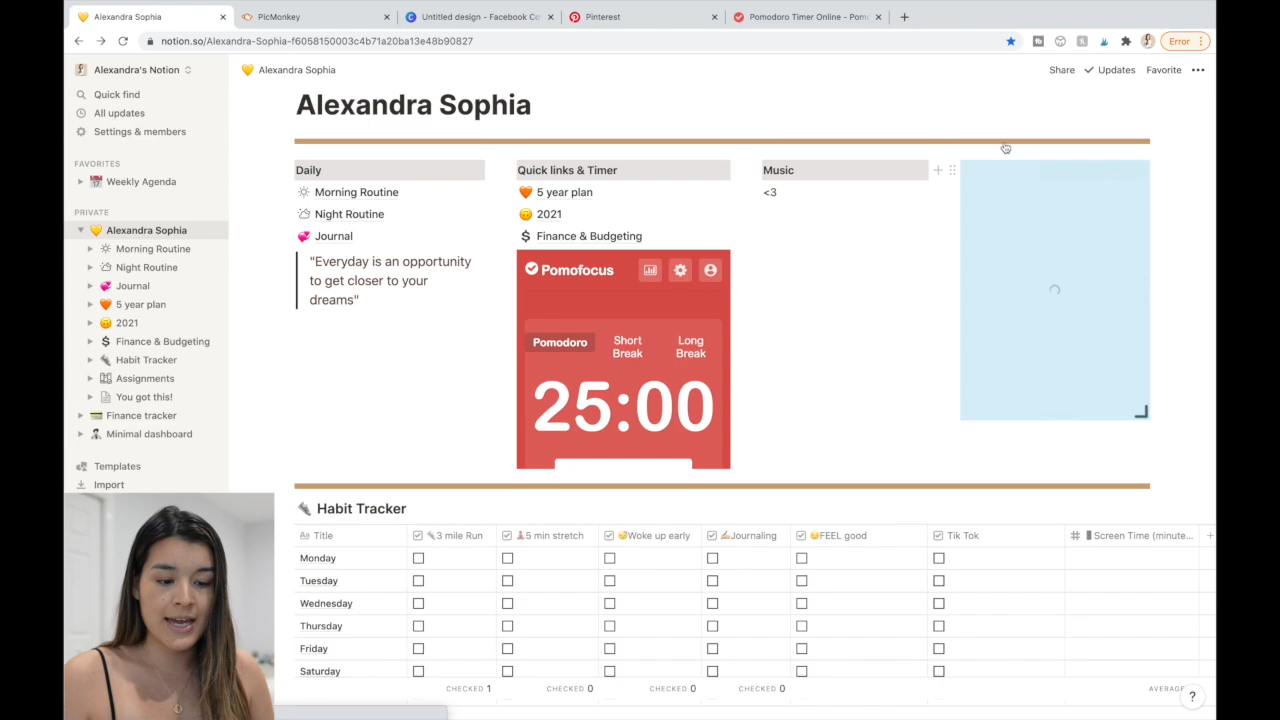 Alexandra Sophia
PicMonkey
Untitled design - Facebook Co
Pinterest
Pomodoro Timer Online - Pom
notion.so/Alexandra-Sophia-f6058150003c4b71a20ba13e48b90827
Error
Alexandra's Notion
Alexandra Sophia
Share
Updates
Favorite
Quick find
All updates
Settings & members
FAVORITES
Weekly Agenda
PRIVATE
Alexandra Sophia
Morning Routine
Night Routine
Journal
5 year plan
2021
Finance & Budgeting
Habit Tracker
Assignments
You got this!
Finance tracker
Minimal dashboard
Templates
Import
Alexandra Sophia
Daily
Morning Routine
Night Routine
Journal
"Everyday is an opportunity
to get closer to your
dreams"
Quick links & Timer
5 year plan
2021
Finance & Budgeting
Pomofocus
Pomodoro
Short
Break
Long
Break
25:00
Music
<3
Habit Tracker
Aa Title
3 mile Run
5 min stretch
Woke up early
Journaling
FEEL good
Tik Tok
# Screen Time (minute...
Monday
Tuesday
Wednesday
Thursday
Friday
Saturday
CHECKED 1
CHECKED 0
CHECKED 0
CHECKED 0
AVERAGE
?